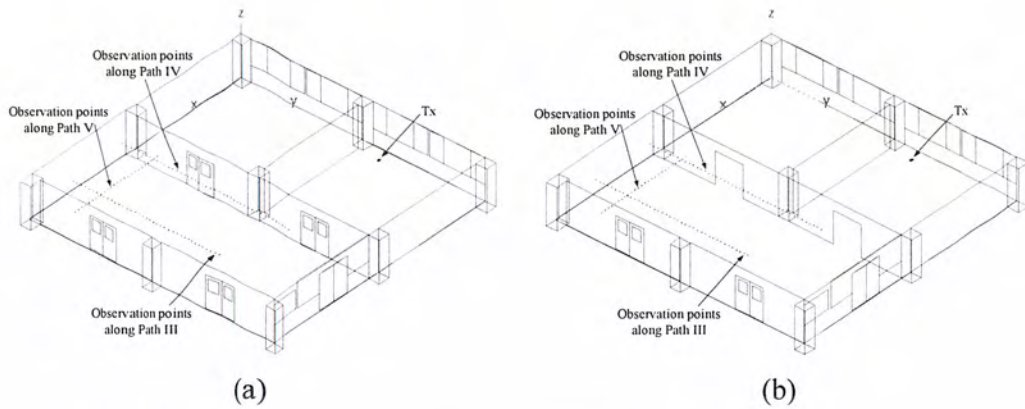 z
Observation points
along Path IV
x
y
Tx
Observation points
along Path V
Observation points
along Path III
(a)
z
Observation points
along Path IV
x
y
Tx
Observation points
along Path V
Observation points
along Path III
(b)